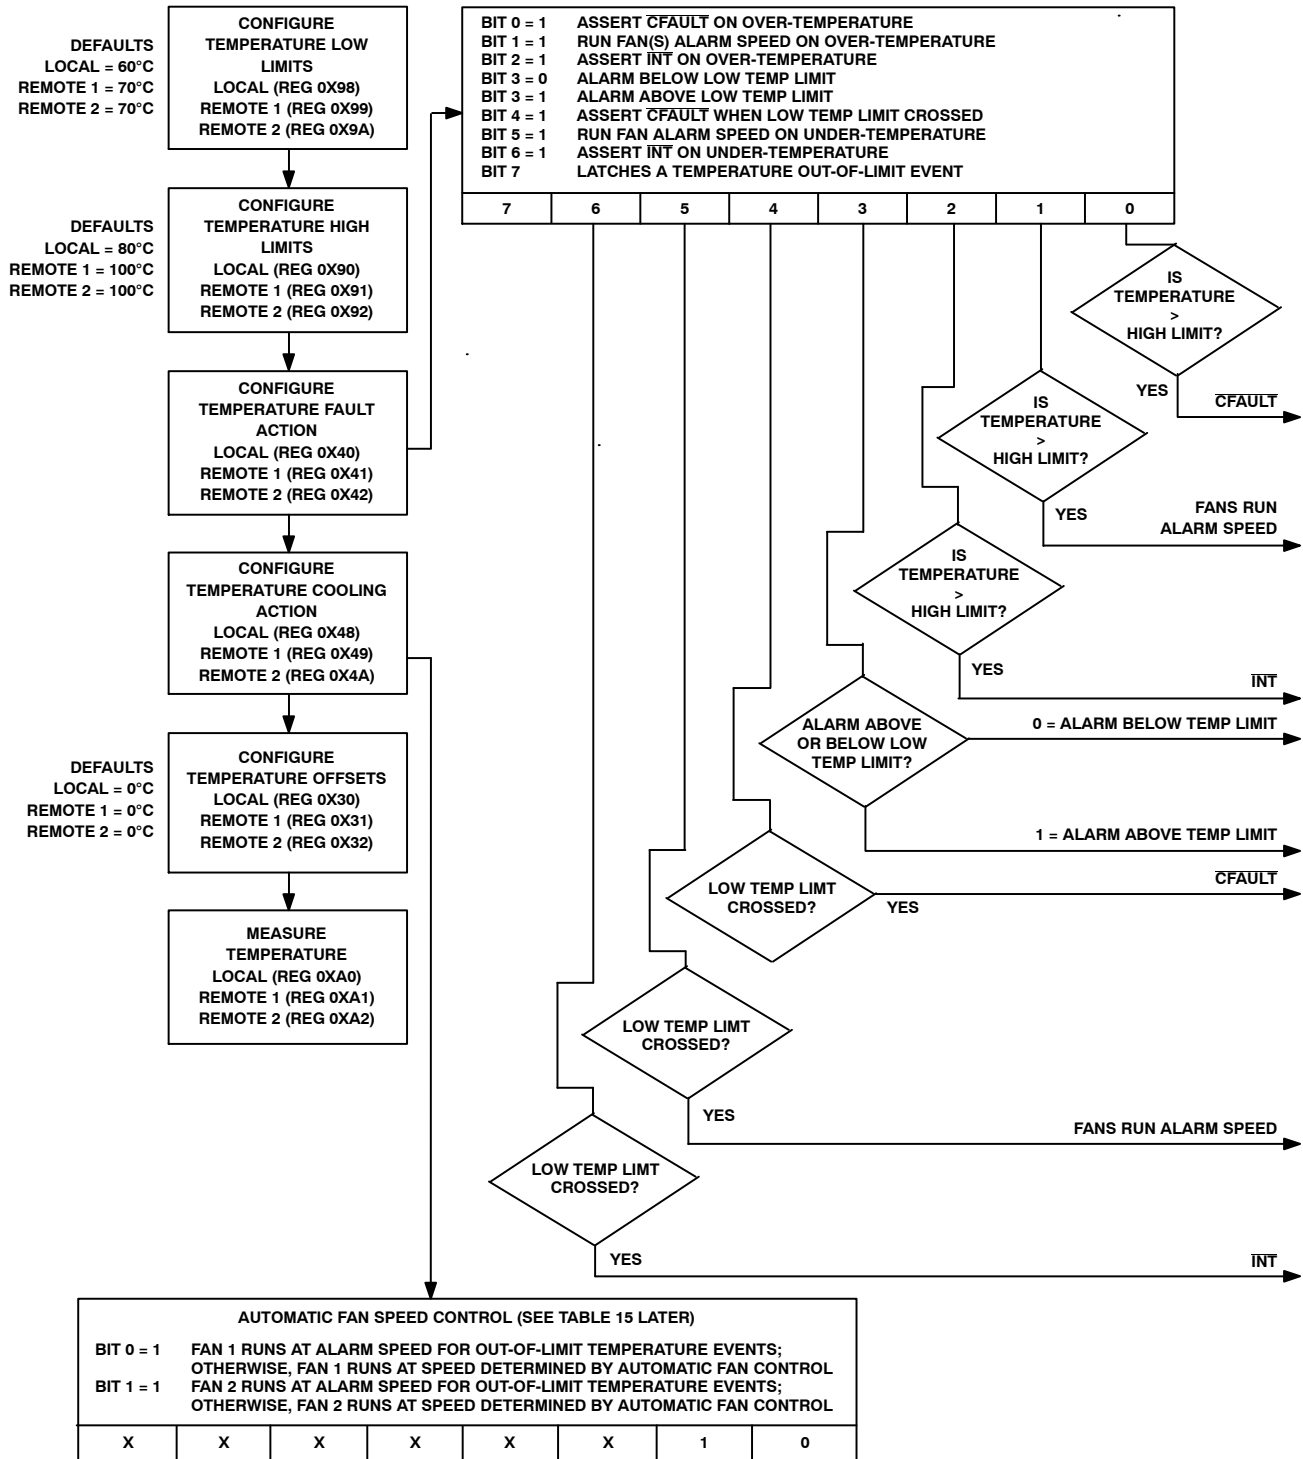 CONFIGURE
TEMPERATURE LOW
LIMITS
LOCAL (REG 0X98)
REMOTE 1 (REG 0X99)
REMOTE 2 (REG 0X9A)
DEFAULTS
LOCAL = 60°C
REMOTE 1 = 70°C
REMOTE 2 = 70°C
CONFIGURE
TEMPERATURE HIGH
LIMITS
LOCAL (REG 0X90)
REMOTE 1 (REG 0X91)
REMOTE 2 (REG 0X92)
DEFAULTS
LOCAL = 80°C
REMOTE 1 = 100°C
REMOTE 2 = 100°C
CONFIGURE
TEMPERATURE FAULT
ACTION
LOCAL (REG 0X40)
REMOTE 1 (REG 0X41)
REMOTE 2 (REG 0X42)
CONFIGURE
TEMPERATURE COOLING
ACTION
LOCAL (REG 0X48)
REMOTE 1 (REG 0X49)
REMOTE 2 (REG 0X4A)
CONFIGURE
TEMPERATURE OFFSETS
LOCAL (REG 0X30)
REMOTE 1 (REG 0X31)
REMOTE 2 (REG 0X32)
DEFAULTS
LOCAL = 0°C
REMOTE 1 = 0°C
REMOTE 2 = 0°C
MEASURE
TEMPERATURE
LOCAL (REG 0XA0)
REMOTE 1 (REG 0XA1)
REMOTE 2 (REG 0XA2)
BIT 0 = 1 ASSERT CFAULT ON OVER-TEMPERATURE
BIT 1 = 1 RUN FAN(S) ALARM SPEED ON OVER-TEMPERATURE
BIT 2 = 1 ASSERT INT ON OVER-TEMPERATURE
BIT 3 = 0 ALARM BELOW LOW TEMP LIMIT
BIT 3 = 1 ALARM ABOVE LOW TEMP LIMIT
BIT 4 = 1 ASSERT CFAULT WHEN LOW TEMP LIMIT CROSSED
BIT 5 = 1 RUN FAN ALARM SPEED ON UNDER-TEMPERATURE
BIT 6 = 1 ASSERT INT ON UNDER-TEMPERATURE
BIT 7 LATCHES A TEMPERATURE OUT-OF-LIMIT EVENT
7 6 5 4 3 2 1 0
IS
TEMPERATURE
>
HIGH LIMIT?
YES
CFAULT
IS
TEMPERATURE
>
HIGH LIMIT?
YES
FANS RUN
ALARM SPEED
IS
TEMPERATURE
>
HIGH LIMIT?
YES
INT
ALARM ABOVE
OR BELOW LOW
TEMP LIMIT?
0 = ALARM BELOW TEMP LIMIT
1 = ALARM ABOVE TEMP LIMIT
LOW TEMP LIMT
CROSSED?
YES
CFAULT
LOW TEMP LIMT
CROSSED?
YES
FANS RUN ALARM SPEED
LOW TEMP LIMT
CROSSED?
YES
INT
AUTOMATIC FAN SPEED CONTROL (SEE TABLE 15 LATER)
BIT 0 = 1 FAN 1 RUNS AT ALARM SPEED FOR OUT-OF-LIMIT TEMPERATURE EVENTS;
OTHERWISE, FAN 1 RUNS AT SPEED DETERMINED BY AUTOMATIC FAN CONTROL
BIT 1 = 1 FAN 2 RUNS AT ALARM SPEED FOR OUT-OF-LIMIT TEMPERATURE EVENTS;
OTHERWISE, FAN 2 RUNS AT SPEED DETERMINED BY AUTOMATIC FAN CONTROL
X X X X X X 1 0